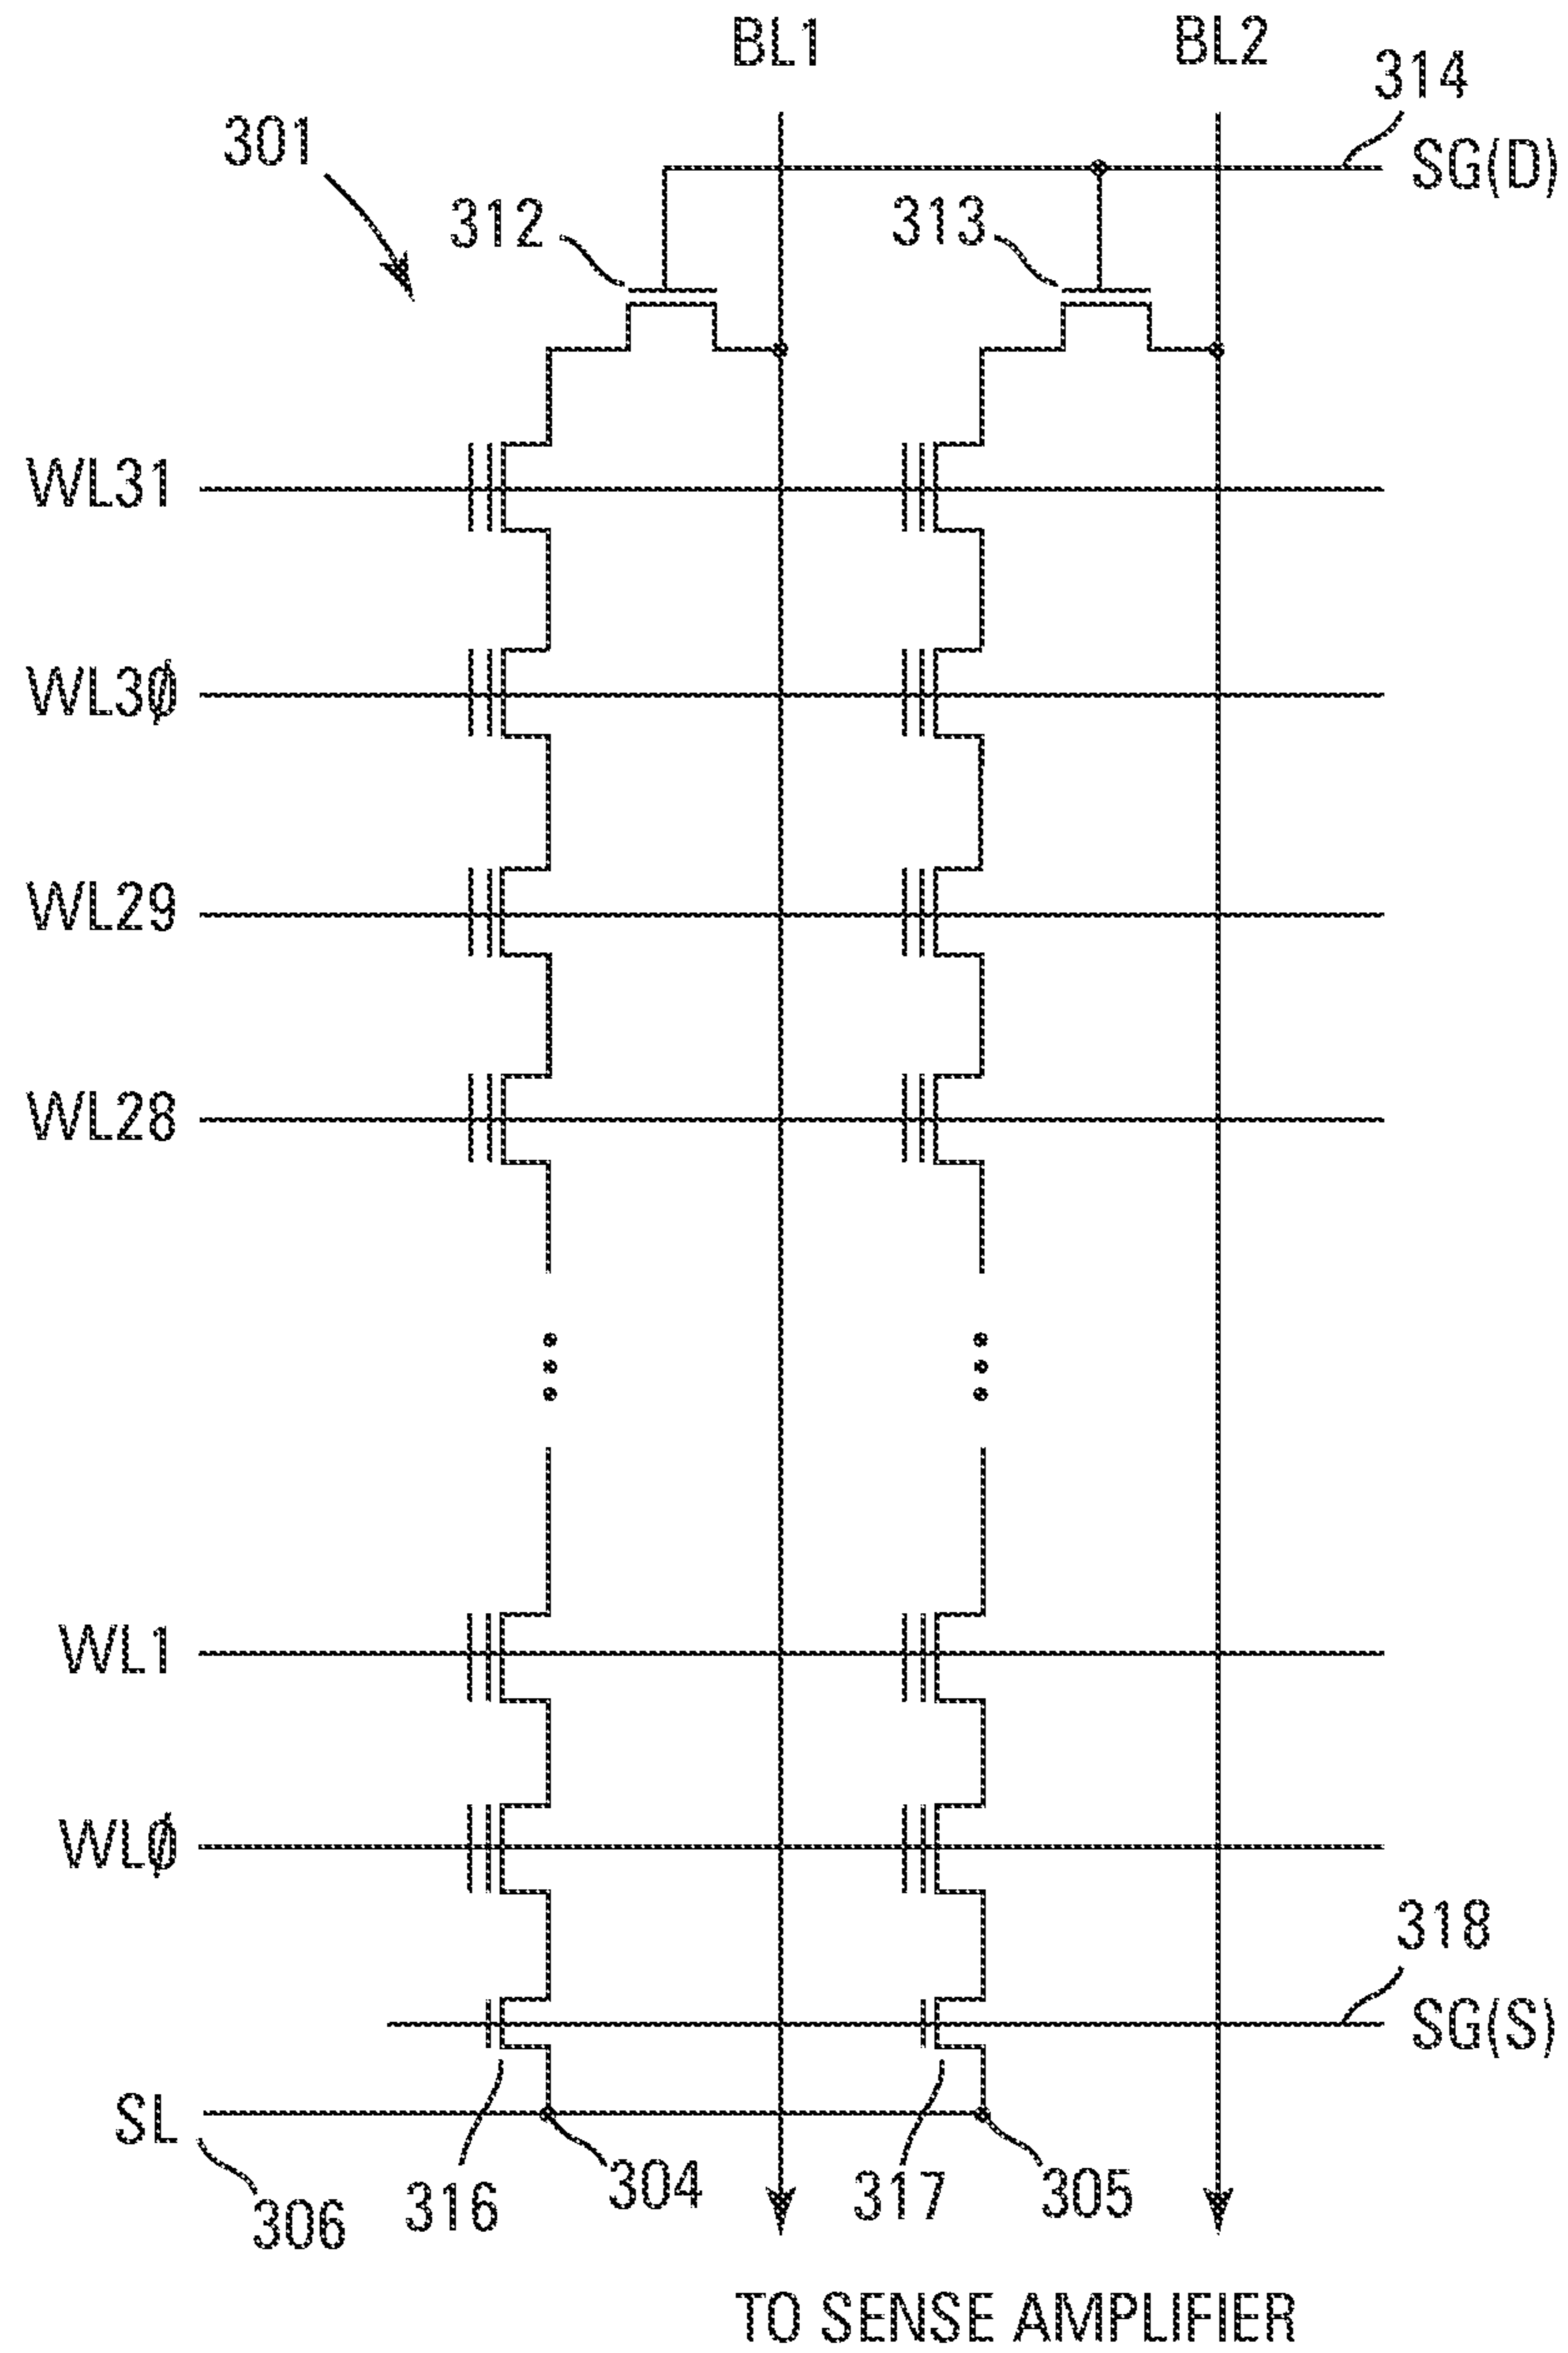 BL1
BL2
314
SG(D)
301
312
313
WL31
WL3Ø
WL29
WL28
WL1
WLØ
318
SG(S)
SL
306
316
304
317
305
TO SENSE AMPLIFIER